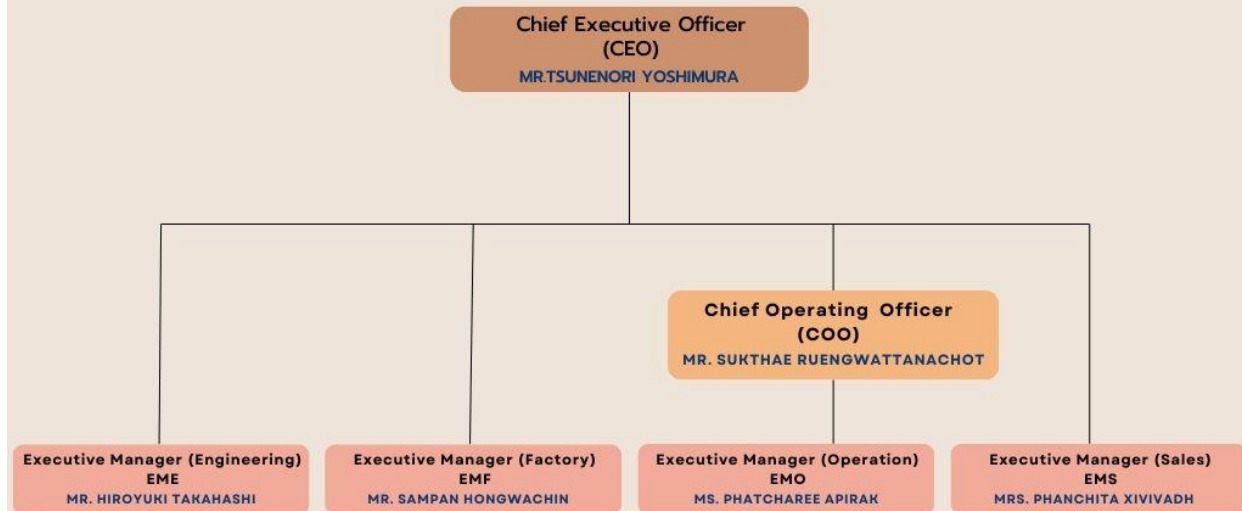 Chief Executive Officer
(CEO)
MR.TSUNENORI YOSHIMURA
Chief Operating Officer
(COO)
MR. SUKTHAE RUENGWATTANACHOT
Executive Manager (Engineering)
EME
MR. HIROYUKI TAKAHASHI
Executive Manager (Factory)
EMF
MR. SAMPAN HONGWACHIN
Executive Manager (Operation)
EMO
MS. PHATCHAREE APIRAK
Executive Manager (Sales)
EMS
MRS. PHANCHITA XIVIVADH